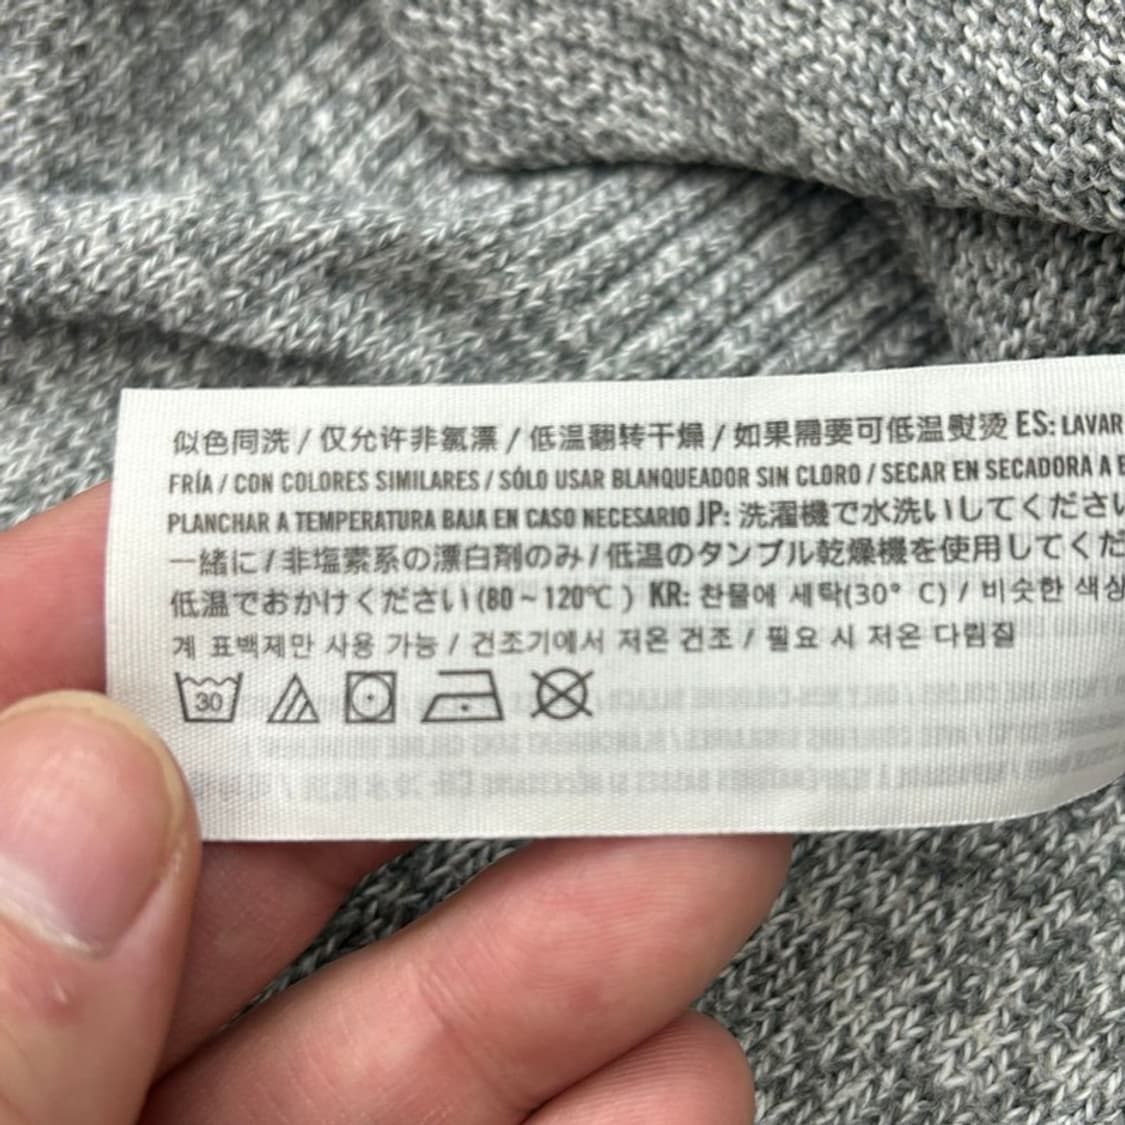 似色同洗 / 仅允许非氯漂 / 低温翻转干燥 / 如果需要可低温熨烫 ES: LAVAR
FRÍA / CON COLORES SIMILARES / SÓLO USAR BLANQUEADOR SIN CLORO / SECAR EN SECADORA A
PLANCHAR A TEMPERATURA BAJA EN CASO NECESARIO JP: 洗濯機で水洗いしてください
一緒に / 非塩素系の漂白剤のみ / 低温のタンブル乾燥機を使用してくだ
低温でおかけください (80 ~ 120℃ ) KR: 찬물에 세탁(30° C) / 비슷한 색상
계 표백제만 사용 가능 / 건조기에서 저온 건조 / 필요 시 저온 다림질
30